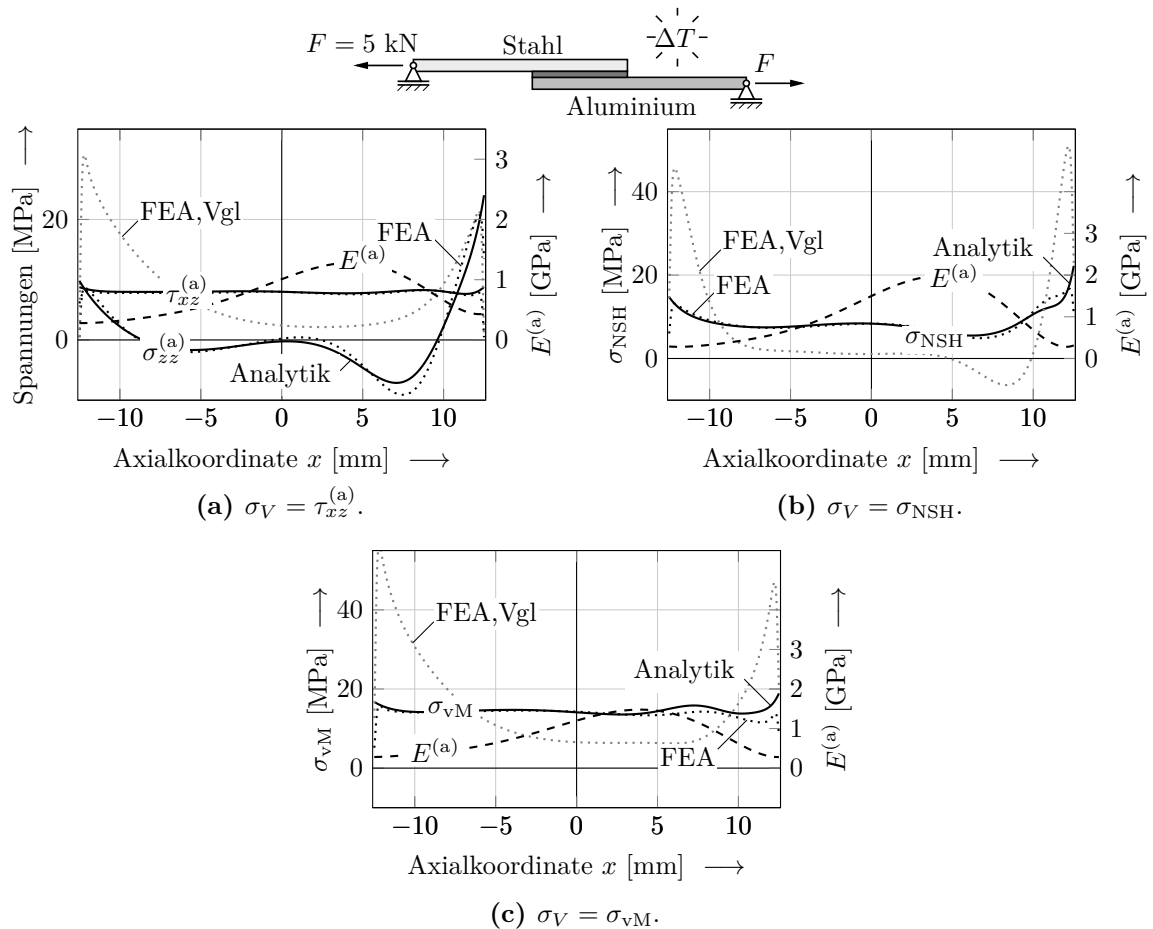 F = 5 kN
Stahl
ΔT
F
Aluminium
Spannungen [MPa] ⟶
20
0
FEA,Vgl
FEA
E^(a)
τ_xz^(a)
σ_zz^(a)
Analytik
3
2
1
0
E^(a) [GPa] ⟶
−10 −5 0 5 10
Axialkoordinate x [mm] ⟶
(a) σ_V = τ_xz^(a).
σ_NSH [MPa] ⟶
40
20
0
FEA,Vgl
FEA
Analytik
E^(a)
σ_NSH
3
2
1
0
E^(a) [GPa] ⟶
−10 −5 0 5 10
Axialkoordinate x [mm] ⟶
(b) σ_V = σ_NSH.
σ_vM [MPa] ⟶
40
20
0
FEA,Vgl
Analytik
σ_vM
E^(a)
FEA
3
2
1
0
E^(a) [GPa] ⟶
−10 −5 0 5 10
Axialkoordinate x [mm] ⟶
(c) σ_V = σ_vM.